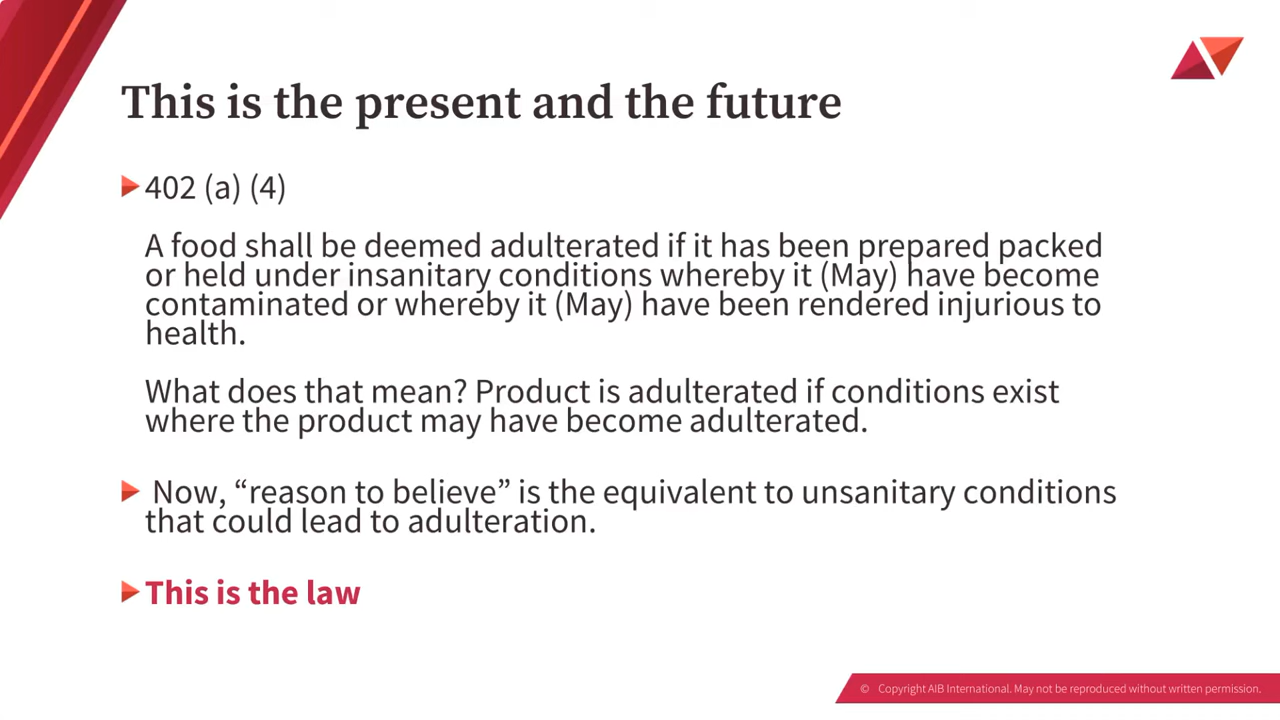 This is the present and the future
402 (a) (4)
A food shall be deemed adulterated if it has been prepared packed
or held under insanitary conditions whereby it (May) have become
contaminated or whereby it (May) have been rendered injurious to
health.
What does that mean? Product is adulterated if conditions exist
where the product may have become adulterated.
Now, “reason to believe” is the equivalent to unsanitary conditions
that could lead to adulteration.
This is the law
© Copyright AIB International. May not be reproduced without written permission.